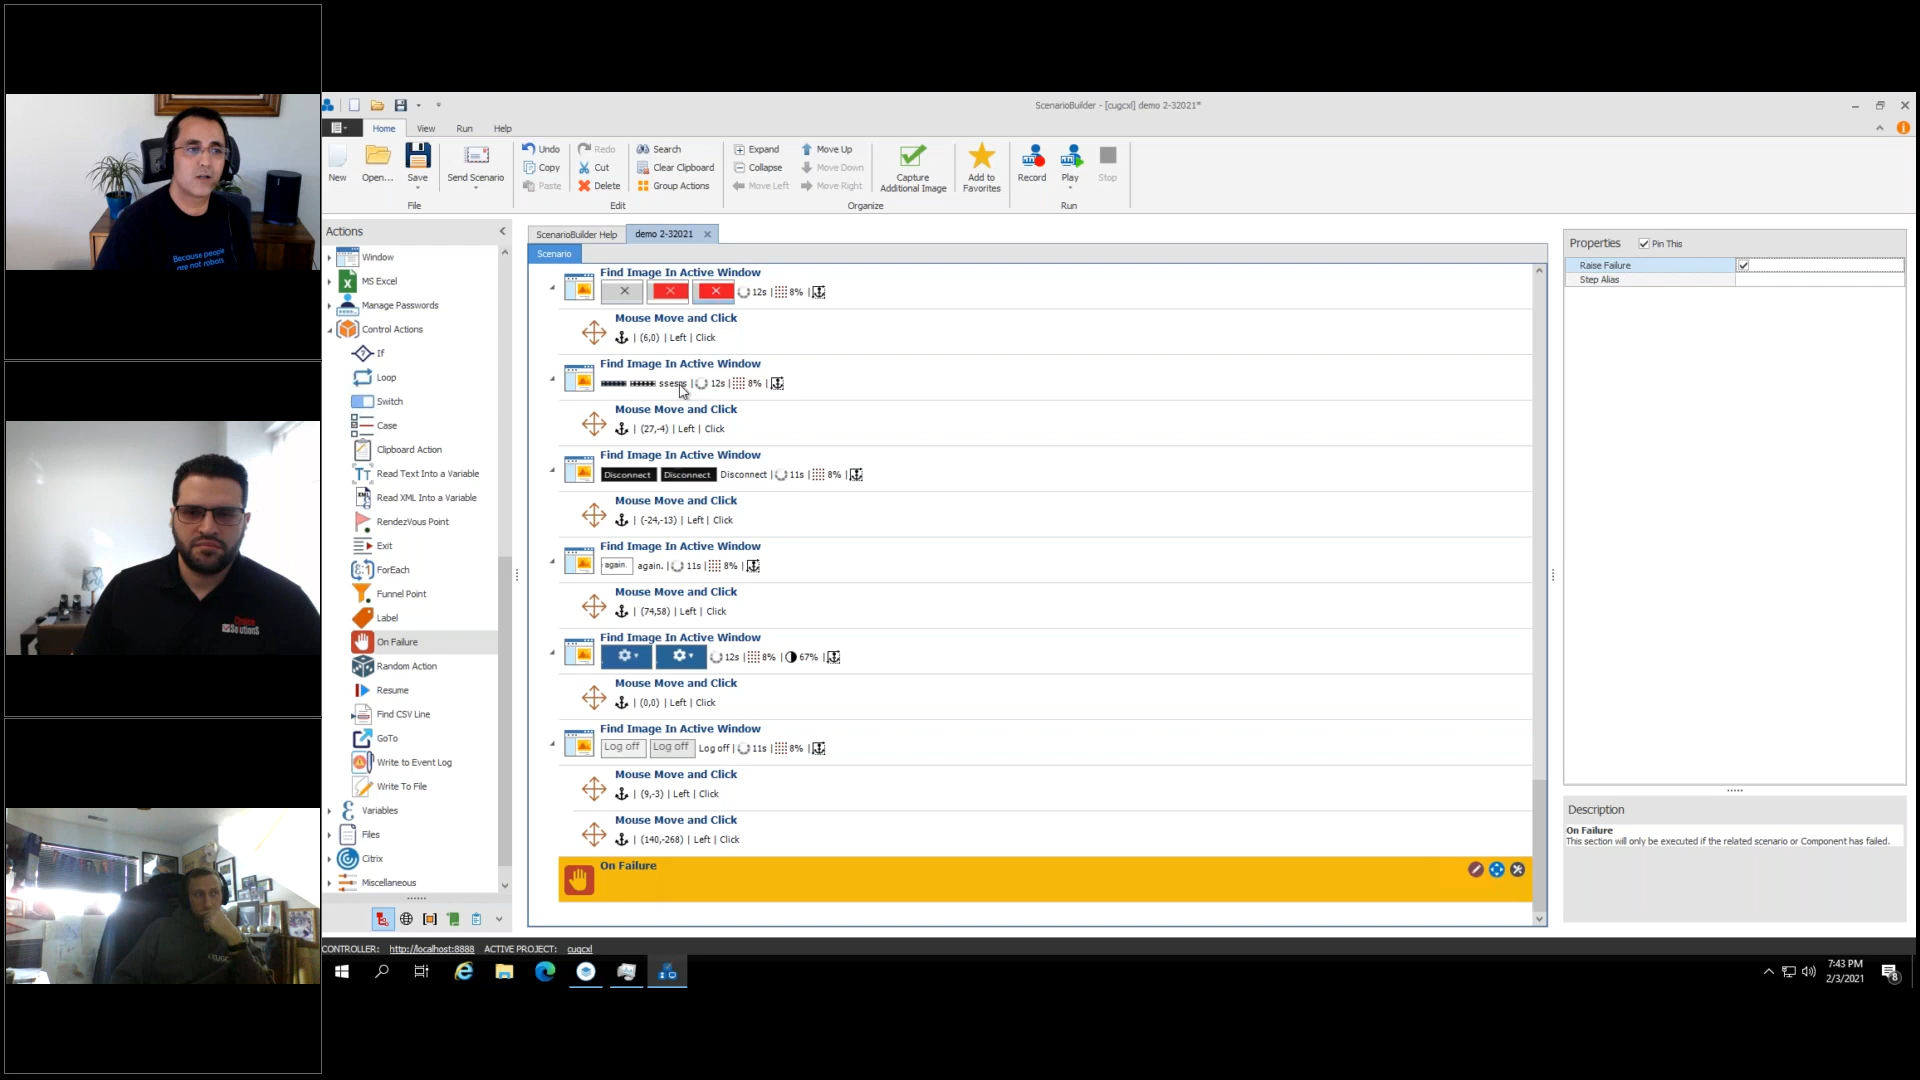 Because people
are not robots
Choice
Solutions
CUGC
ScenarioBuilder - [cugcxl] demo 2-32021*
Home View Run Help
New
Open...
Save
Send Scenario
File
Undo
Copy
Paste
Redo
Cut
Delete
Search
Clear Clipboard
Group Actions
Edit
Expand
Collapse
Move Left
Move Up
Move Down
Move Right
Capture
Additional Image
Organize
Add to
Favorites
Record
Play
Stop
Run
Actions
Window
MS Excel
Manage Passwords
Control Actions
If
Loop
Switch
Case
Clipboard Action
Read Text Into a Variable
Read XML Into a Variable
RendezVous Point
Exit
ForEach
Funnel Point
Label
On Failure
Random Action
Resume
Find CSV Line
GoTo
Write to Event Log
Write To File
Variables
Files
Citrix
Miscellaneous
ScenarioBuilder Help
demo 2-32021
Scenario
Find Image In Active Window
12s | 8% |
Mouse Move and Click
| (6,0) | Left | Click
Find Image In Active Window
ssesms | 12s | 8% |
Mouse Move and Click
| (27,-4) | Left | Click
Find Image In Active Window
Disconnect Disconnect Disconnect | 11s | 8% |
Mouse Move and Click
| (-24,-13) | Left | Click
Find Image In Active Window
again. again. | 11s | 8% |
Mouse Move and Click
| (74,58) | Left | Click
Find Image In Active Window
12s | 8% | 67% |
Mouse Move and Click
| (0,0) | Left | Click
Find Image In Active Window
Log off Log off Log off | 11s | 8% |
Mouse Move and Click
| (9,-3) | Left | Click
Mouse Move and Click
| (140,-268) | Left | Click
On Failure
Properties Pin This
Raise Failure
Step Alias
Description
On Failure
This section will only be executed if the related scenario or Component has failed.
CONTROLLER: http://localhost:8888 ACTIVE PROJECT: cugcxl
7:43 PM
2/3/2021
8